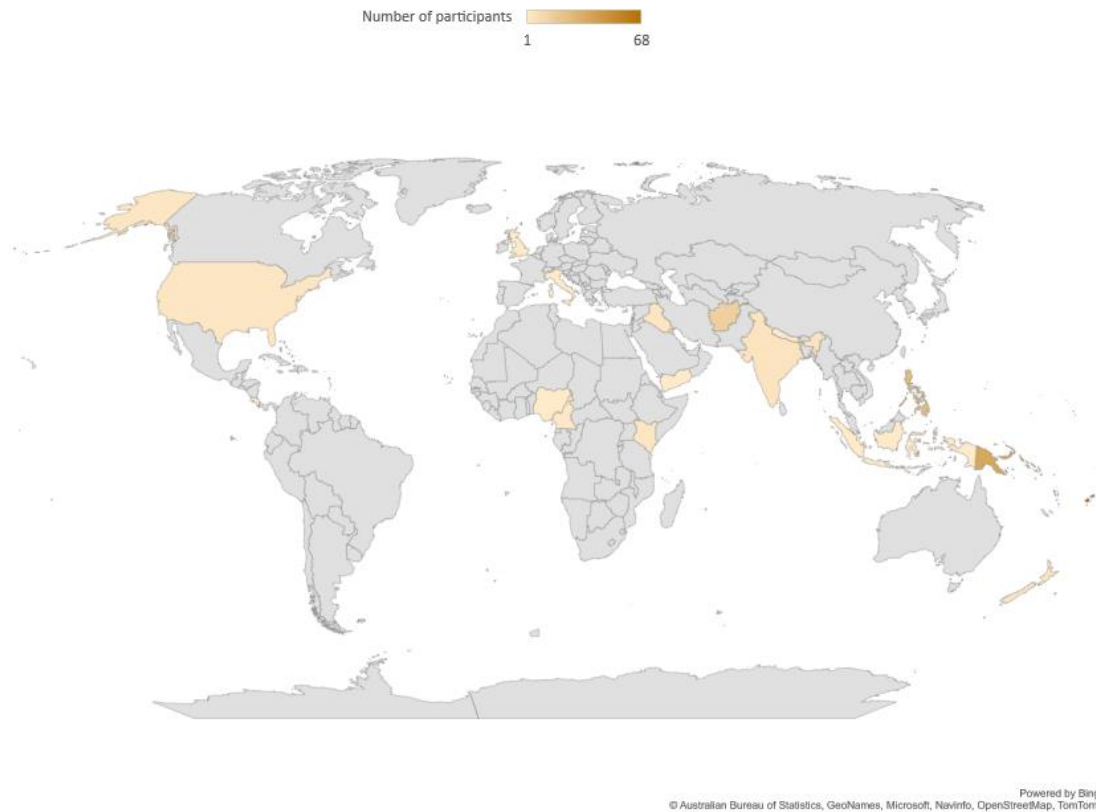 Number of participants
1 68
Powered by Bing
© Australian Bureau of Statistics, GeoNames, Microsoft, Navinfo, OpenStreetMap, TomTom